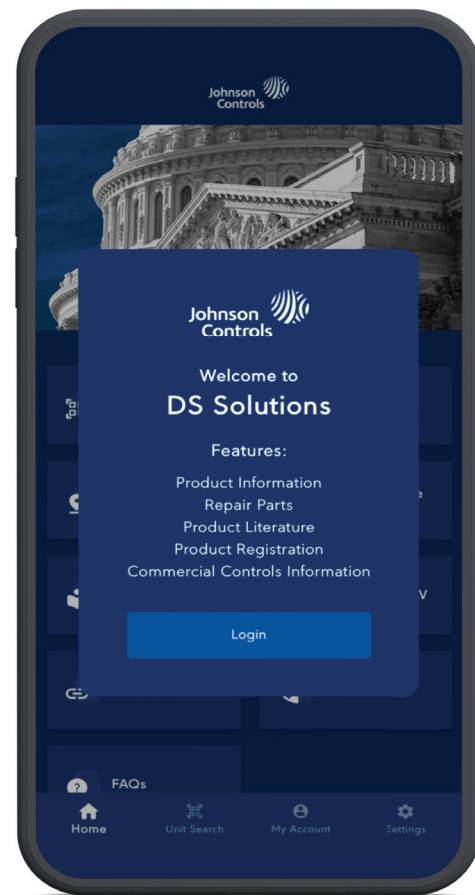 Johnson
Controls
Johnson
Controls
Welcome to
DS Solutions
Features:
Product Information
Repair Parts
Product Literature
Product Registration
Commercial Controls Information
Login
e
V
FAQs
Home
Unit Search
My Account
Settings